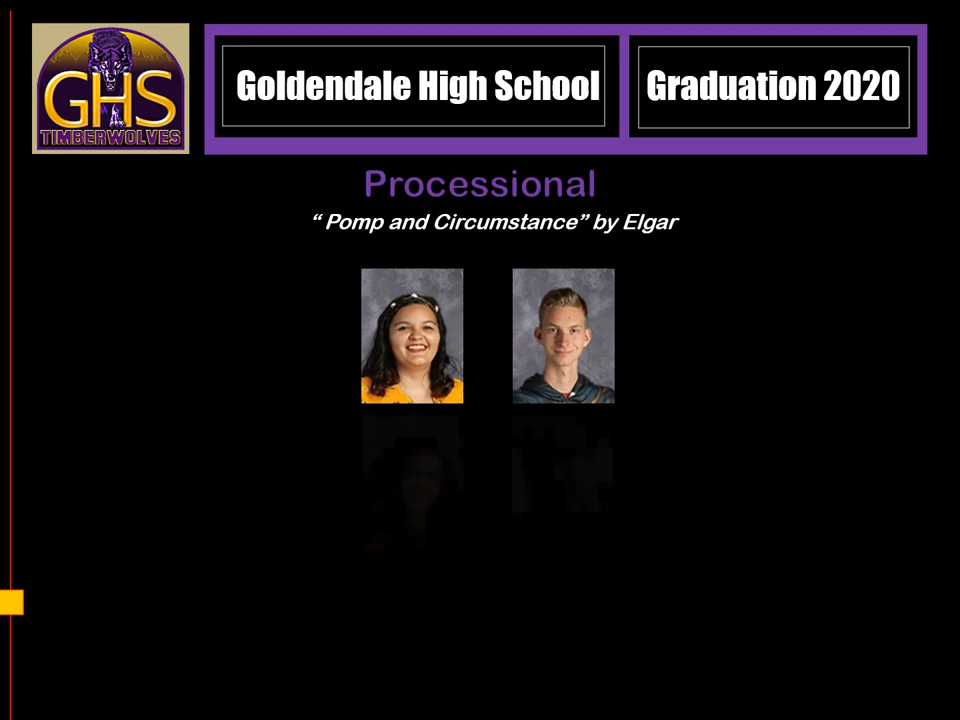 GHS
TIMBERWOLVES
Goldendale High School
Graduation 2020
Processional
“ Pomp and Circumstance” by Elgar